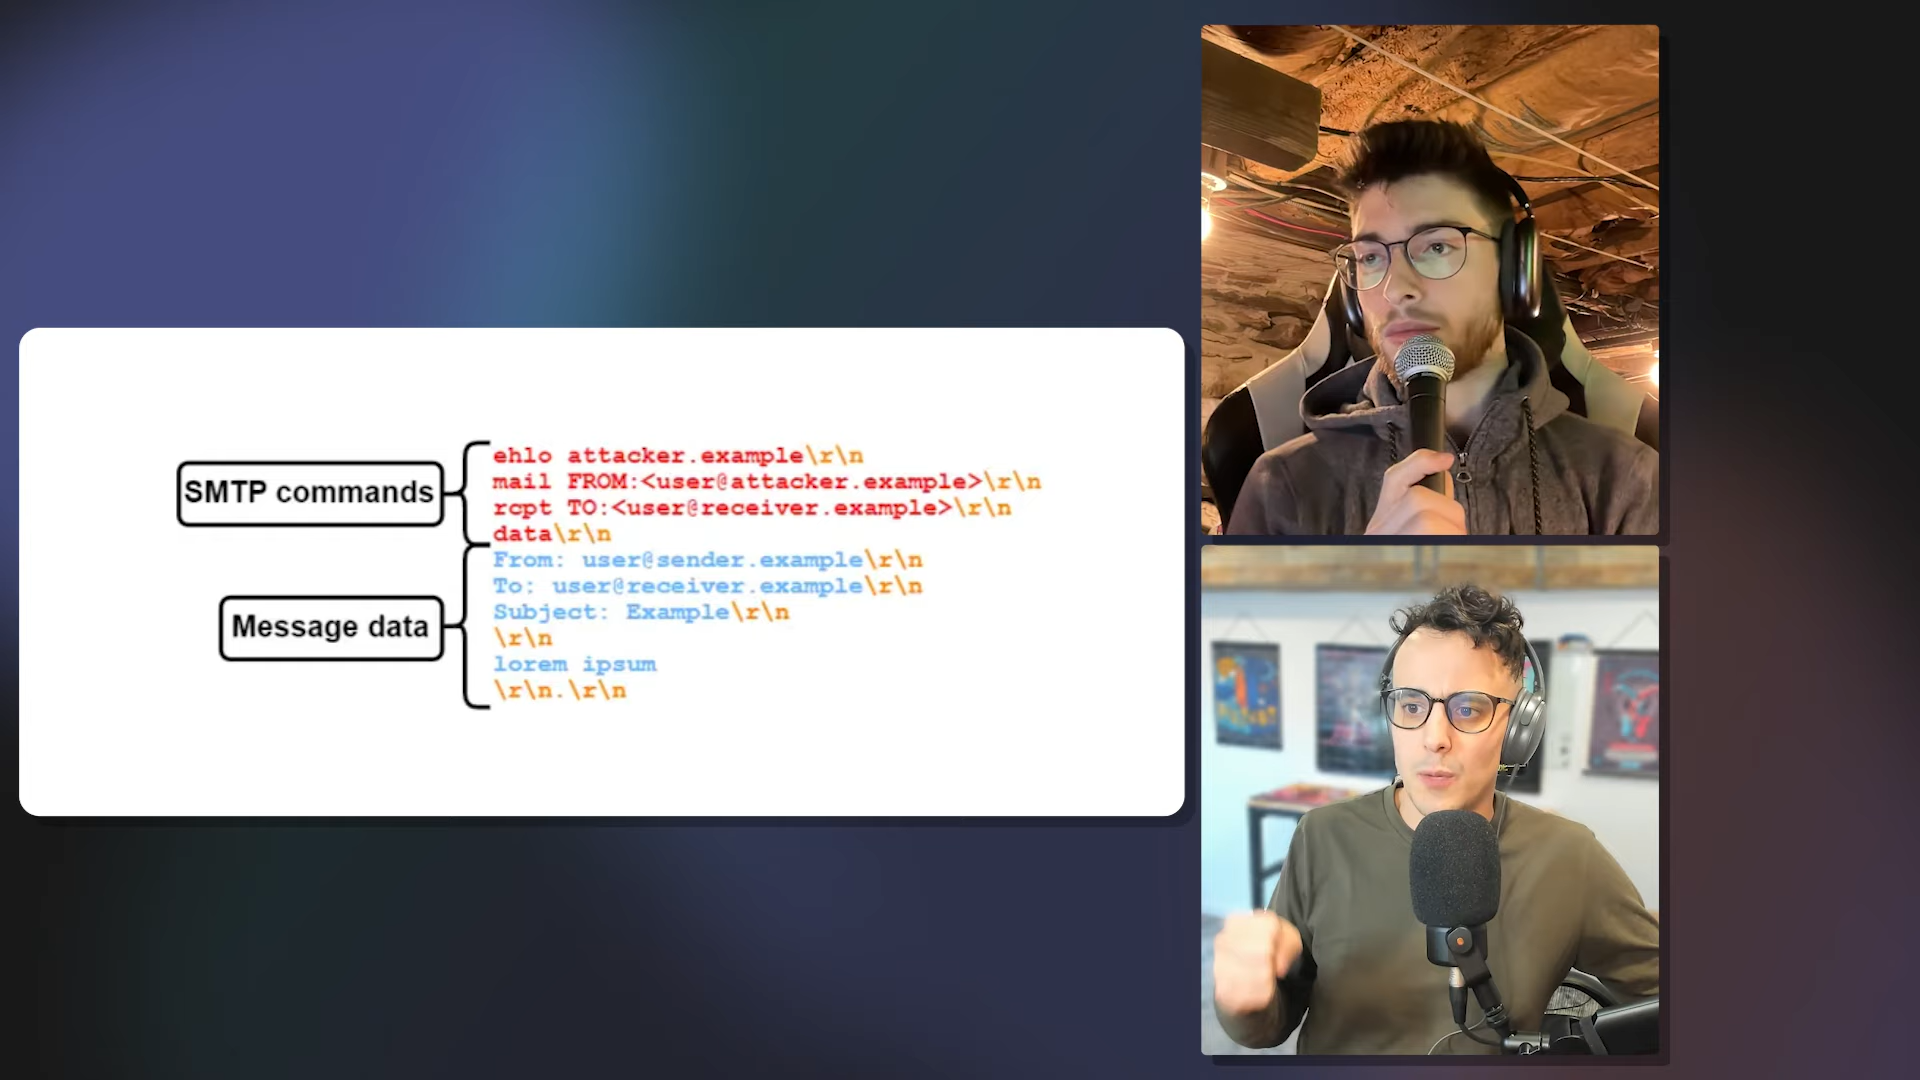 SMTP commands
ehlo attacker.example\r\n
mail FROM:<user@attacker.example>\r\n
rcpt TO:<user@receiver.example>\r\n
data\r\n
Message data
From: user@sender.example\r\n
To: user@receiver.example\r\n
Subject: Example\r\n
\r\n
lorem ipsum
\r\n.\r\n